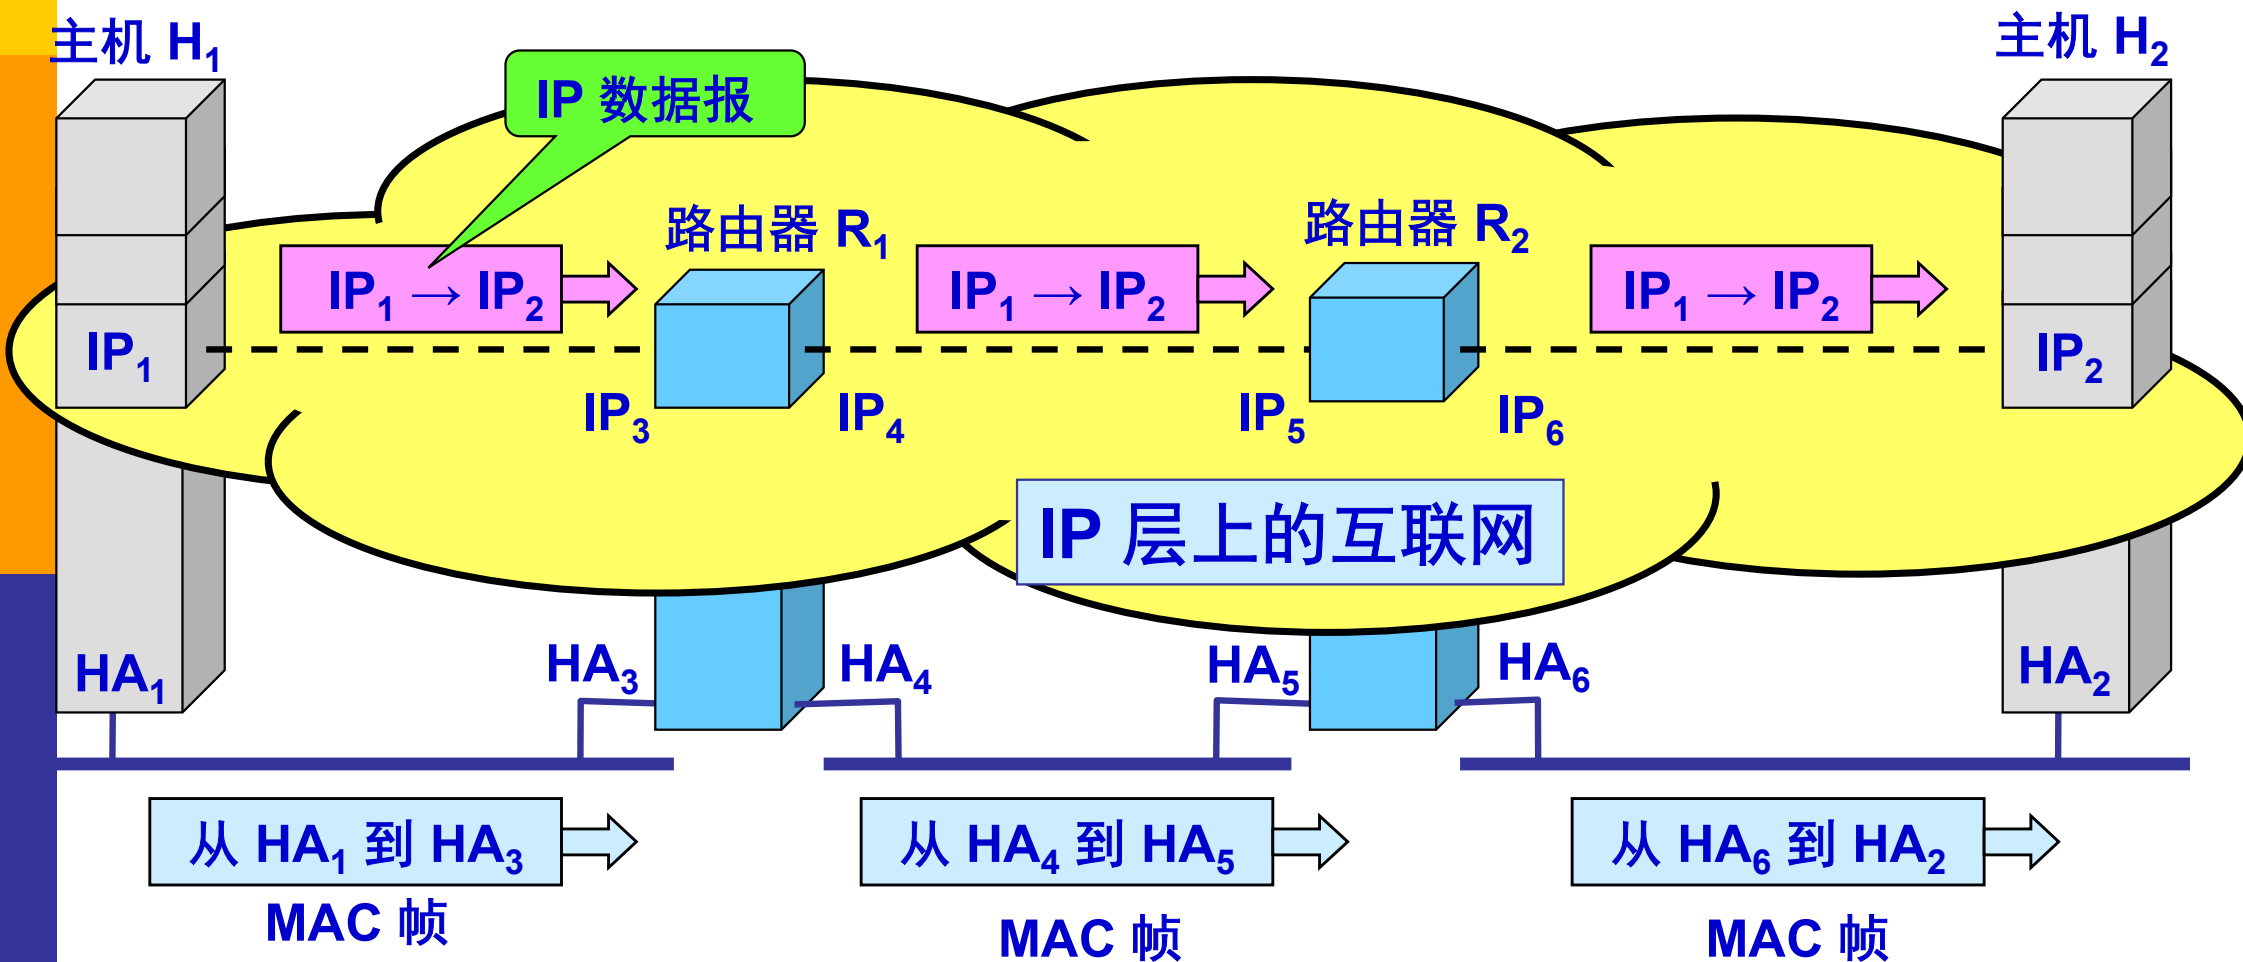 主机 H₁
主机 H₂
IP 数据报
路由器 R₁
路由器 R₂
IP₁ → IP₂
IP₁ → IP₂
IP₁ → IP₂
IP₁
IP₂
IP₃
IP₄
IP₅
IP₆
IP 层上的互联网
HA₁
HA₃
HA₄
HA₅
HA₆
HA₂
从 HA₁ 到 HA₃
从 HA₄ 到 HA₅
从 HA₆ 到 HA₂
MAC 帧
MAC 帧
MAC 帧